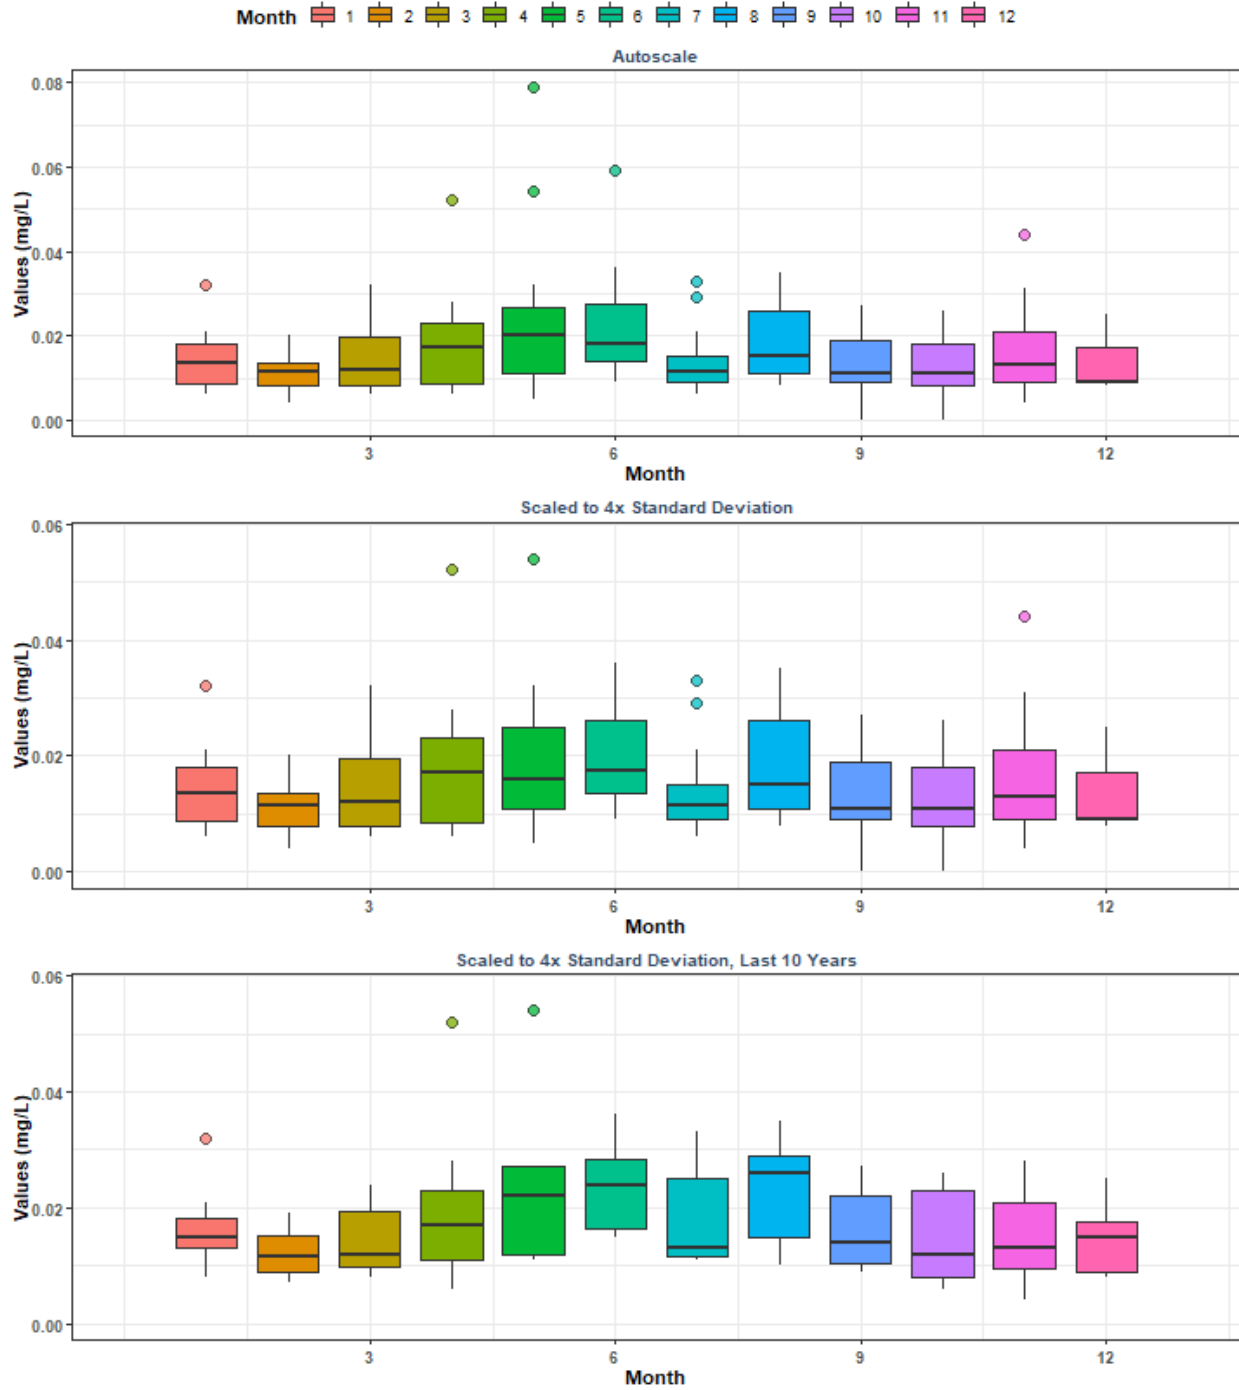 Month 1 2 3 4 5 6 7 8 9 10 11 12
Autoscale
Values (mg/L)
0.08
0.06
0.04
0.02
0.00
3 6 9 12
Month
Scaled to 4x Standard Deviation
Values (mg/L)
0.06
0.04
0.02
0.00
3 6 9 12
Month
Scaled to 4x Standard Deviation, Last 10 Years
Values (mg/L)
0.06
0.04
0.02
0.00
3 6 9 12
Month